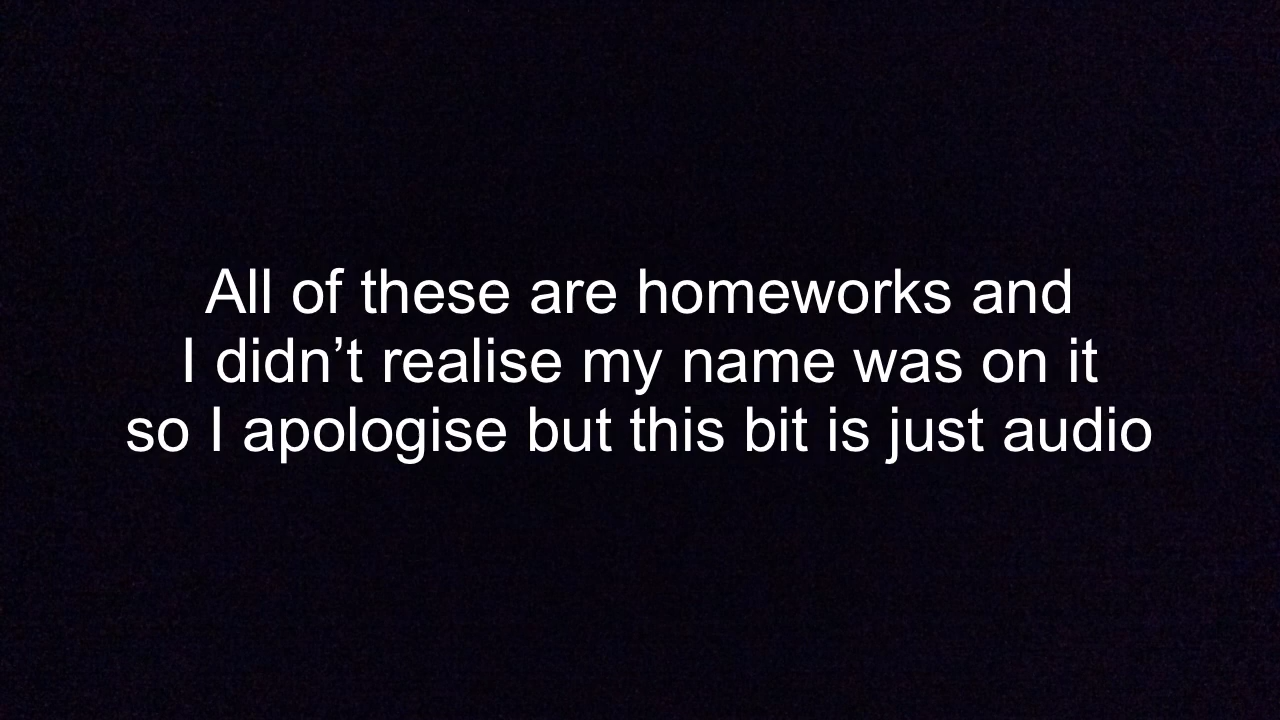 All of these are homeworks and
I didn’t realise my name was on it
so I apologise but this bit is just audio